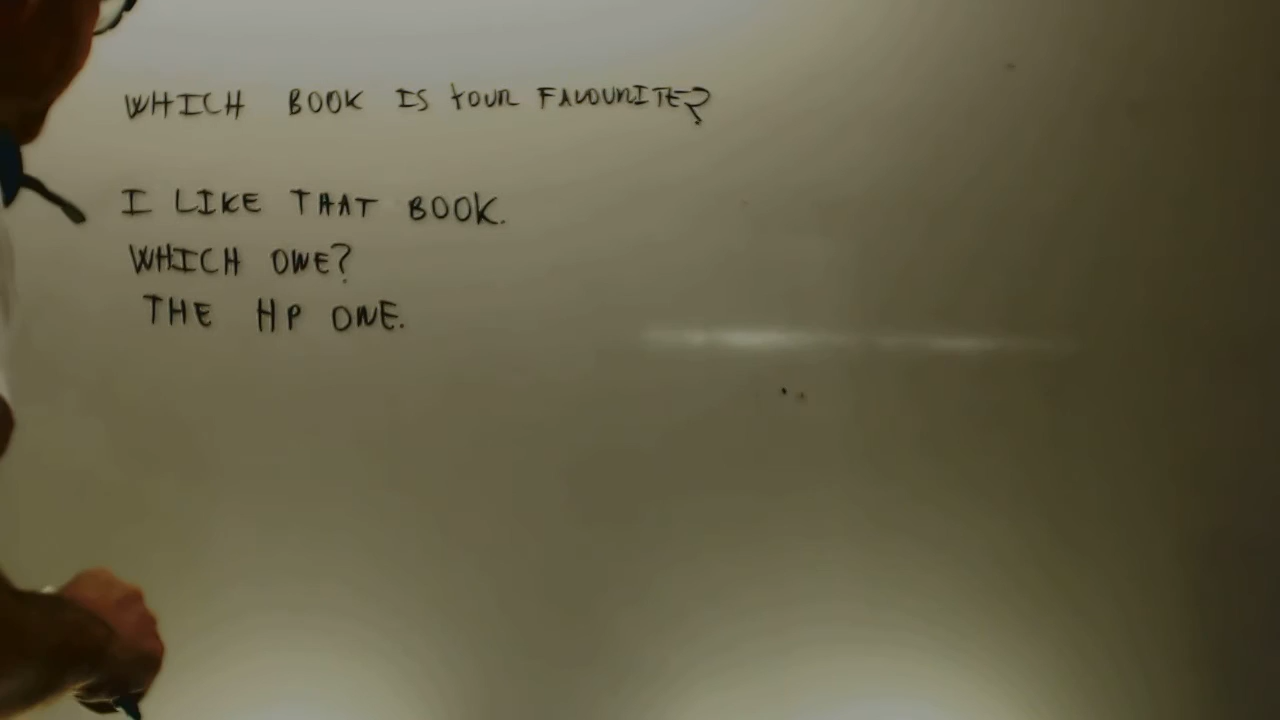 WHICH BOOK IS YOUR FAVOURITE?
I LIKE THAT BOOK.
WHICH ONE?
THE HP ONE.